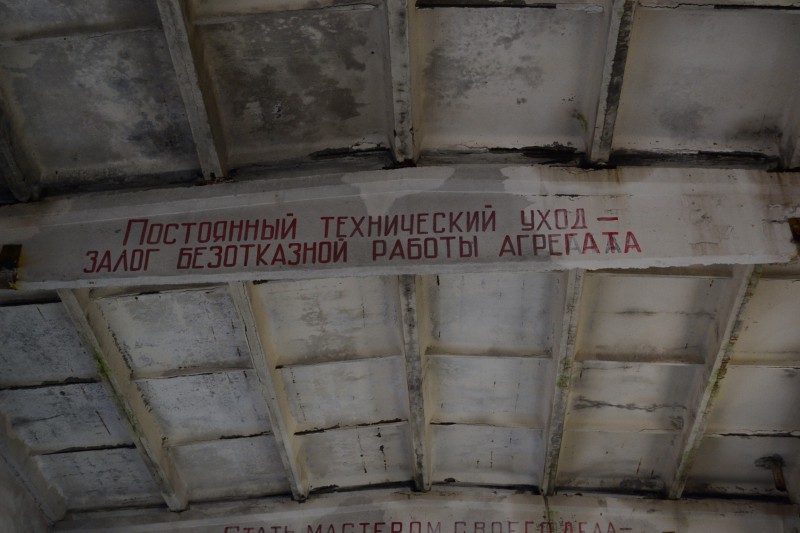 Постоянный технический уход –
залог безотказной работы агрегата
Стать мастером своего дела –